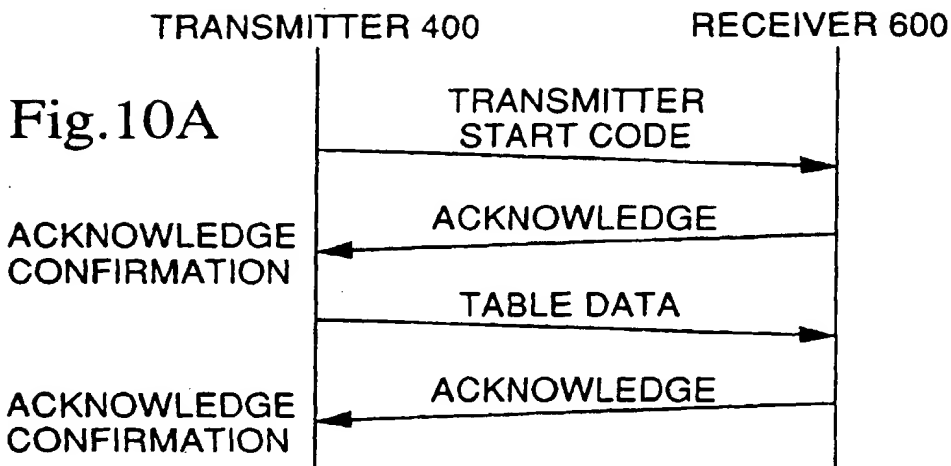 TRANSMITTER 400
RECEIVER 600
Fig.10A
TRANSMITTER
START CODE
ACKNOWLEDGE
ACKNOWLEDGE
CONFIRMATION
TABLE DATA
ACKNOWLEDGE
ACKNOWLEDGE
CONFIRMATION